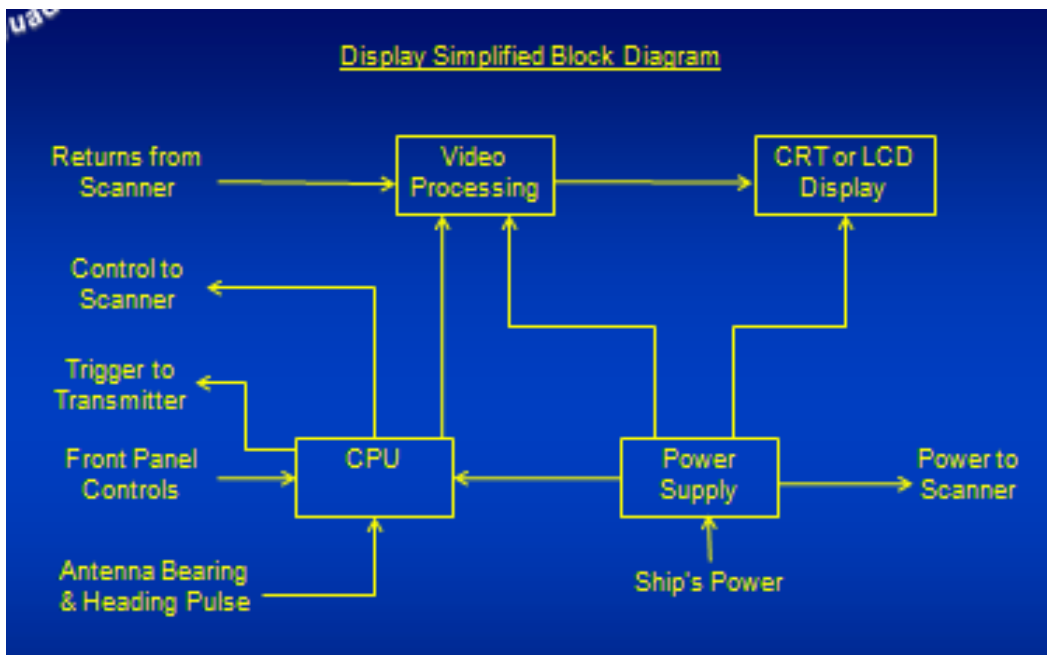 Display Simplified Block Diagram
Returns from
Scanner
Video
Processing
CRT or LCD
Display
Control to
Scanner
Trigger to
Transmitter
Front Panel
Controls
CPU
Power
Supply
Power to
Scanner
Antenna Bearing
& Heading Pulse
Ship's Power